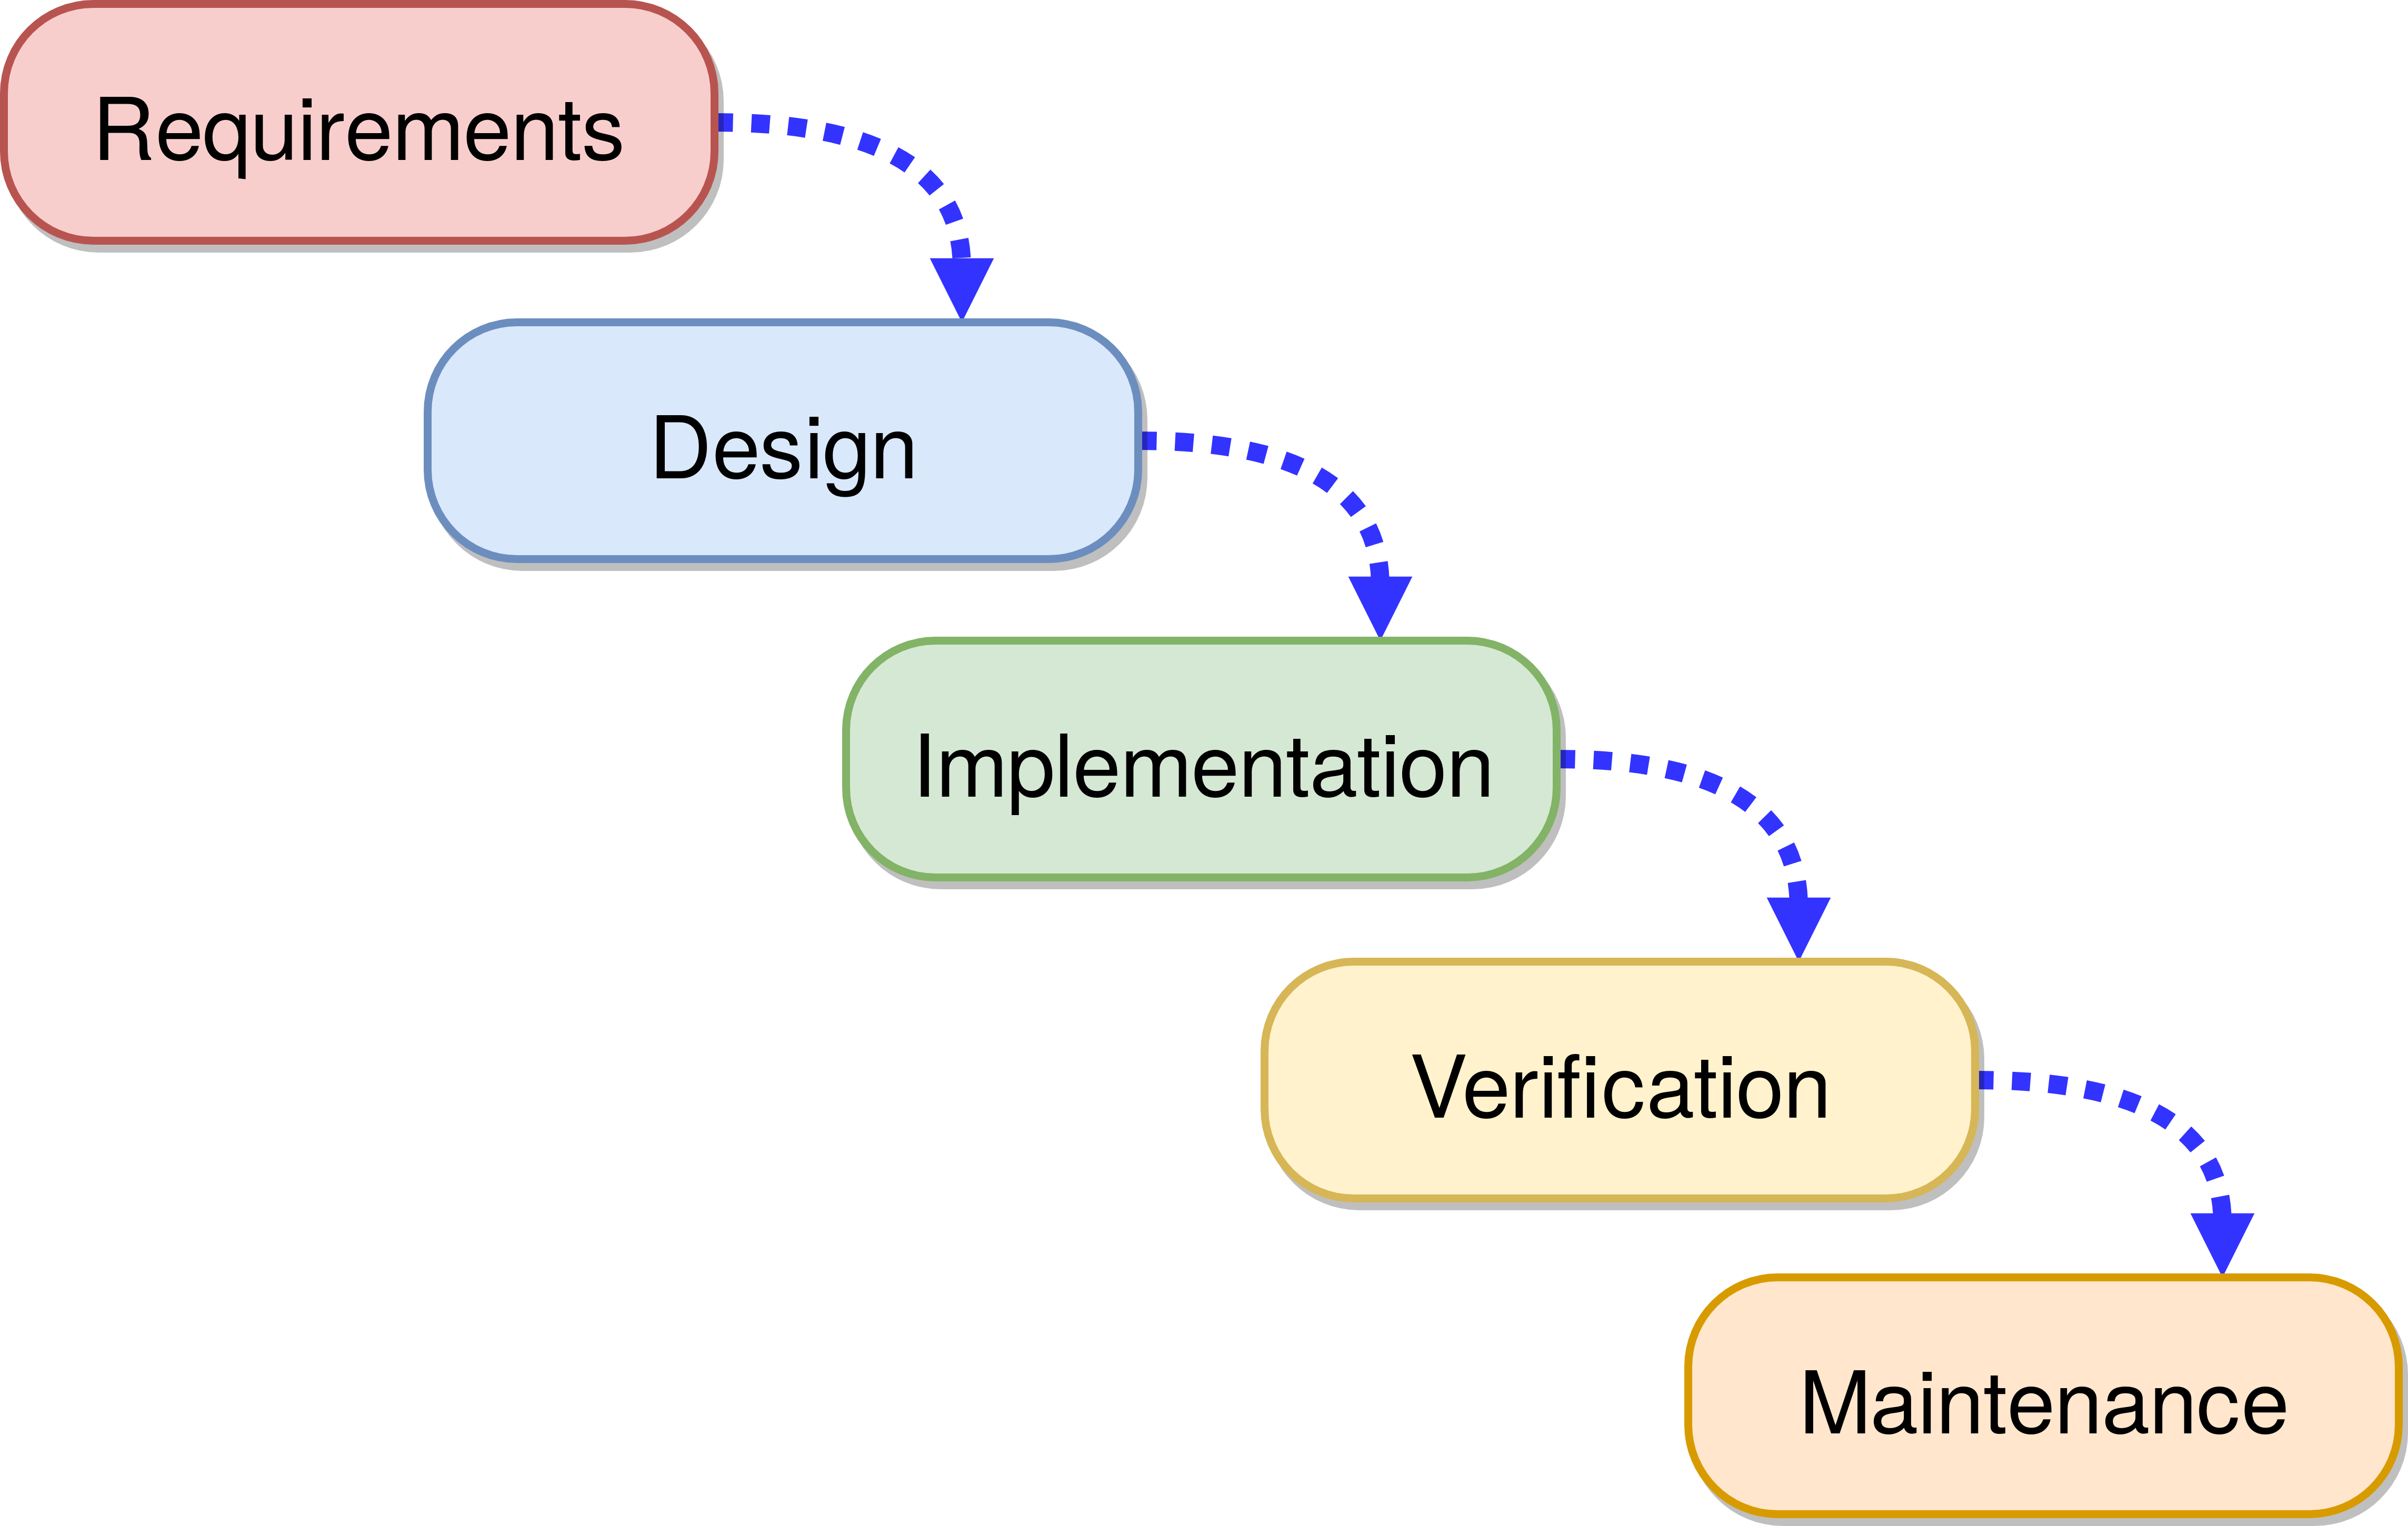 Requirements
Design
Implementation
Verification
Maintenance